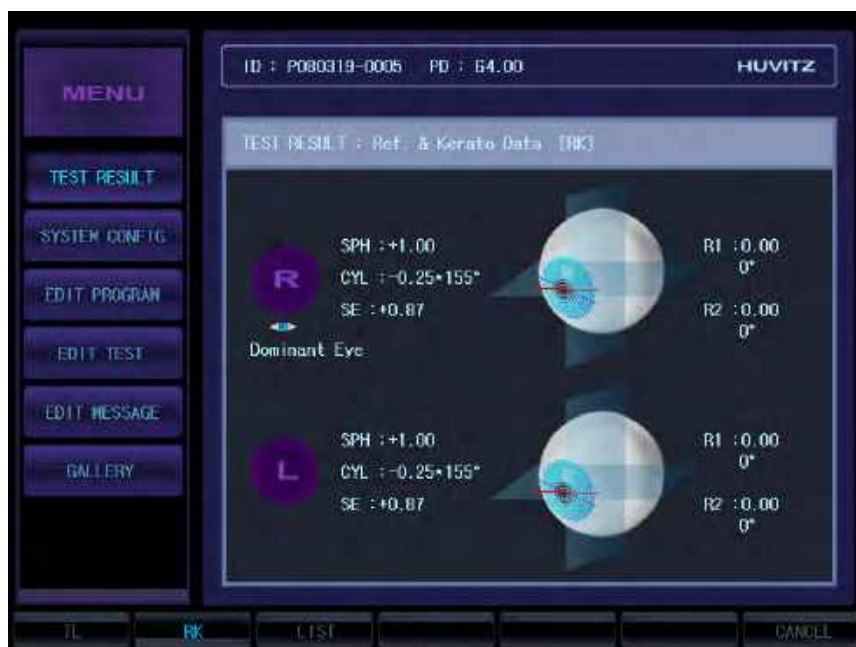 MENU
TEST RESULT
SYSTEM CONFIG
EDIT PROGRAM
EDIT TEST
EDIT MESSAGE
GALLERY
ID : P080319-0005 PD : 64.00 HUVITZ
TEST RESULT : Ref. & Kerato Data [RK]
R
SPH :+1.00
CYL :-0.25*155°
SE :+0.87
Dominant Eye
R1 :0.00
0°
R2 :0.00
0°
L
SPH :+1.00
CYL :-0.25*155°
SE :+0.87
R1 :0.00
0°
R2 :0.00
0°
TL RK LIST CANCEL